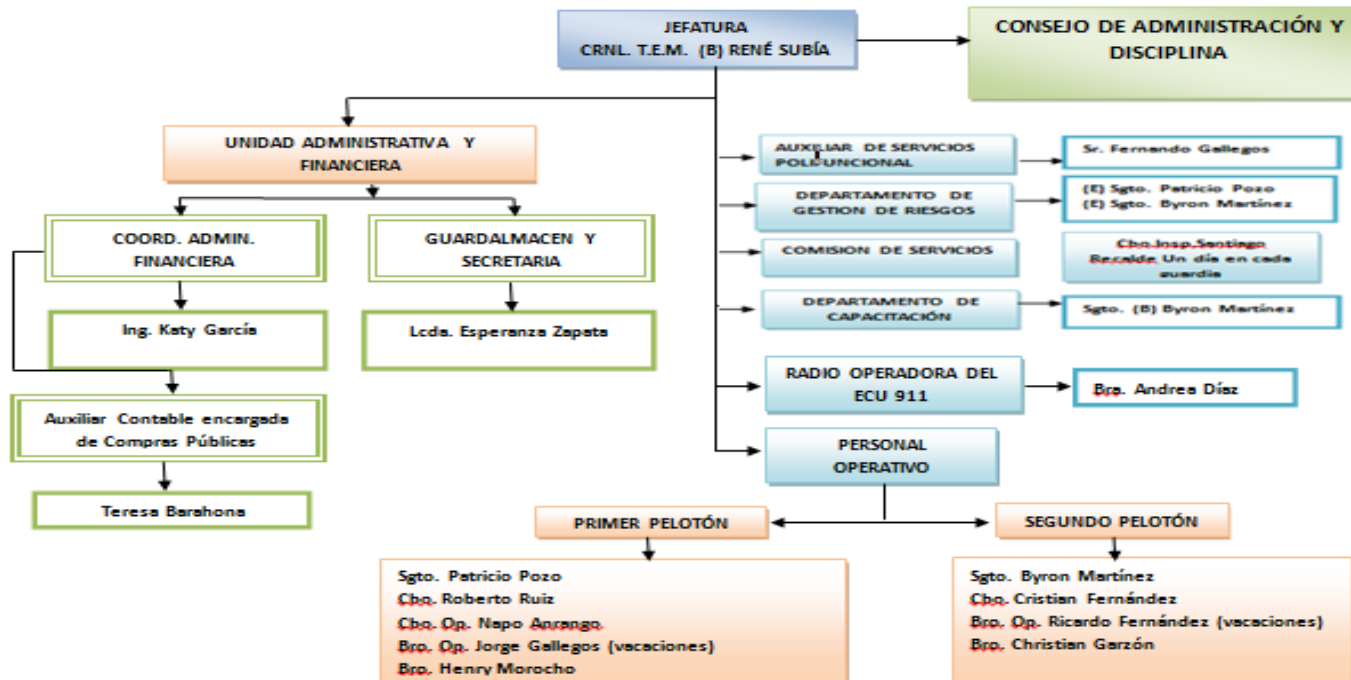 JEFATURA
CRNL. T.E.M. (B) RENÉ SUBÍA
CONSEJO DE ADMINISTRACIÓN Y
DISCIPLINA
UNIDAD ADMINISTRATIVA Y
FINANCIERA
COORD. ADMIN.
FINANCIERA
GUARDALMACEN Y
SECRETARIA
Ing. Katy García
Lcda. Esperanza Zapata
Auxiliar Contable encargada
de Compras Públicas
Teresa Barahona
AUXILIAR DE SERVICIOS
POLIFUNCIONAL
Sr. Fernando Gallegos
DEPARTAMENTO DE
GESTION DE RIESGOS
(E) Sgto. Patricio Pozo
(E) Sgto. Byron Martínez
COMISION DE SERVICIOS
Cbo.Insp.Santiago
Recalde Un día en cada
guardia
DEPARTAMENTO DE
CAPACITACIÓN
Sgto. (B) Byron Martínez
RADIO OPERADORA DEL
ECU 911
Bra. Andrea Díaz
PERSONAL
OPERATIVO
PRIMER PELOTÓN
Sgto. Patricio Pozo
Cbo. Roberto Ruiz
Cbo. Op. Napo Anrango
Bro. Op. Jorge Gallegos (vacaciones)
Bro. Henry Morocho
SEGUNDO PELOTÓN
Sgto. Byron Martínez
Cbo. Cristian Fernández
Bro. Op. Ricardo Fernández (vacaciones)
Bro. Christian Garzón